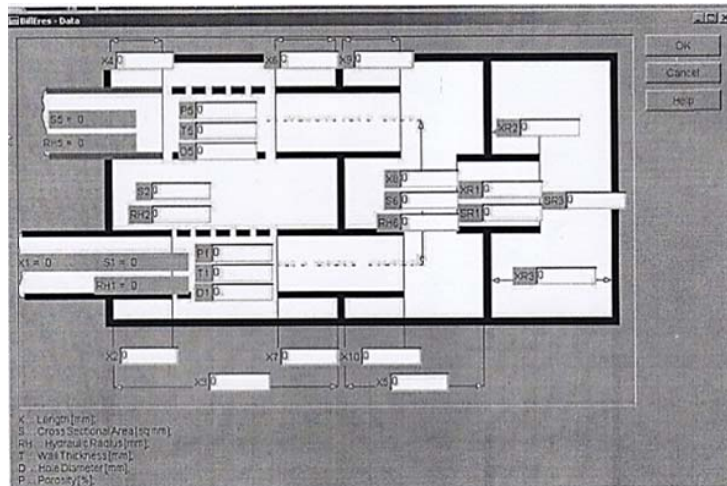 BillEres - Data
OK
Cancel
Help
X4 0
X6 0
X9 0
S5 = 0
RH5 = 0
P5 0
T5 0
D5 0
XR2 0
S2 0
RH2 0
X8 0
S6 0
RH6 0
XR1 0
SR1 0
SR3 0
X1 = 0
S1 = 0
RH1 = 0
P1 0
T1 0
D1 0
XR3 0
X2 0
X7 0
X10 0
X3 0
X5 0
X ... Length [mm];
S ... Cross Sectional Area [sq mm];
RH ... Hydraulic Radius [mm];
T ... Wall Thickness [mm];
D ... Hole Diameter [mm];
P ... Porosity [%];